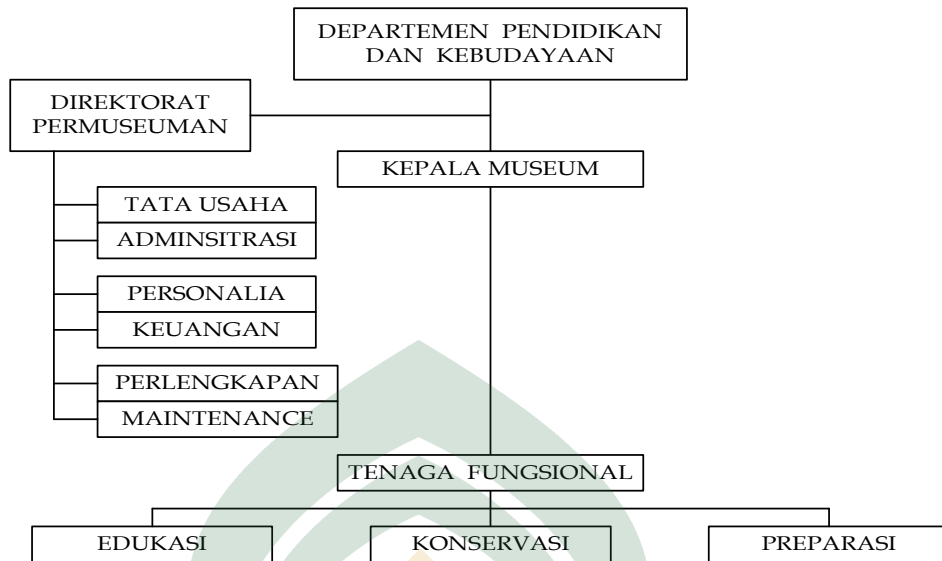 DEPARTEMEN PENDIDIKAN
DAN KEBUDAYAAN
DIREKTORAT
PERMUSEUMAN
KEPALA MUSEUM
TATA USAHA
ADMINSITRASI
PERSONALIA
KEUANGAN
PERLENGKAPAN
MAINTENANCE
TENAGA FUNGSIONAL
EDUKASI
KONSERVASI
PREPARASI